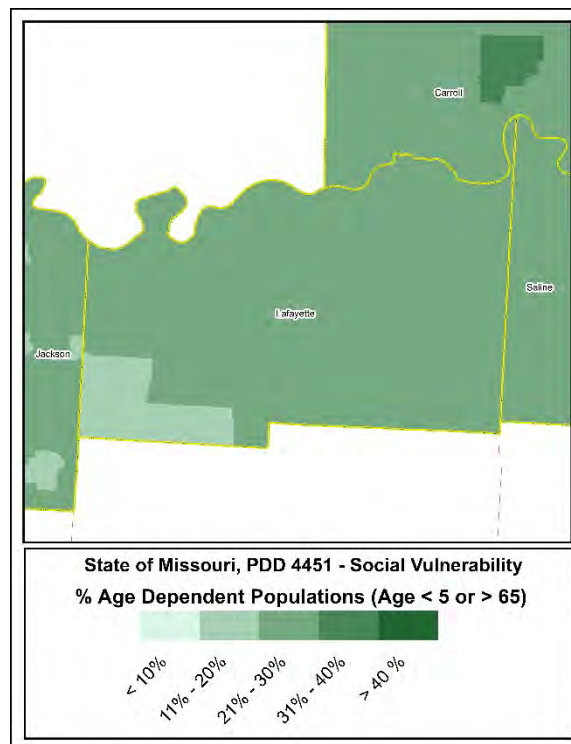 Carroll
Saline
Lafayette
Jackson
State of Missouri, PDD 4451 - Social Vulnerability
% Age Dependent Populations (Age < 5 or > 65)
< 10%
11% - 20%
21% - 30%
31% - 40%
> 40 %